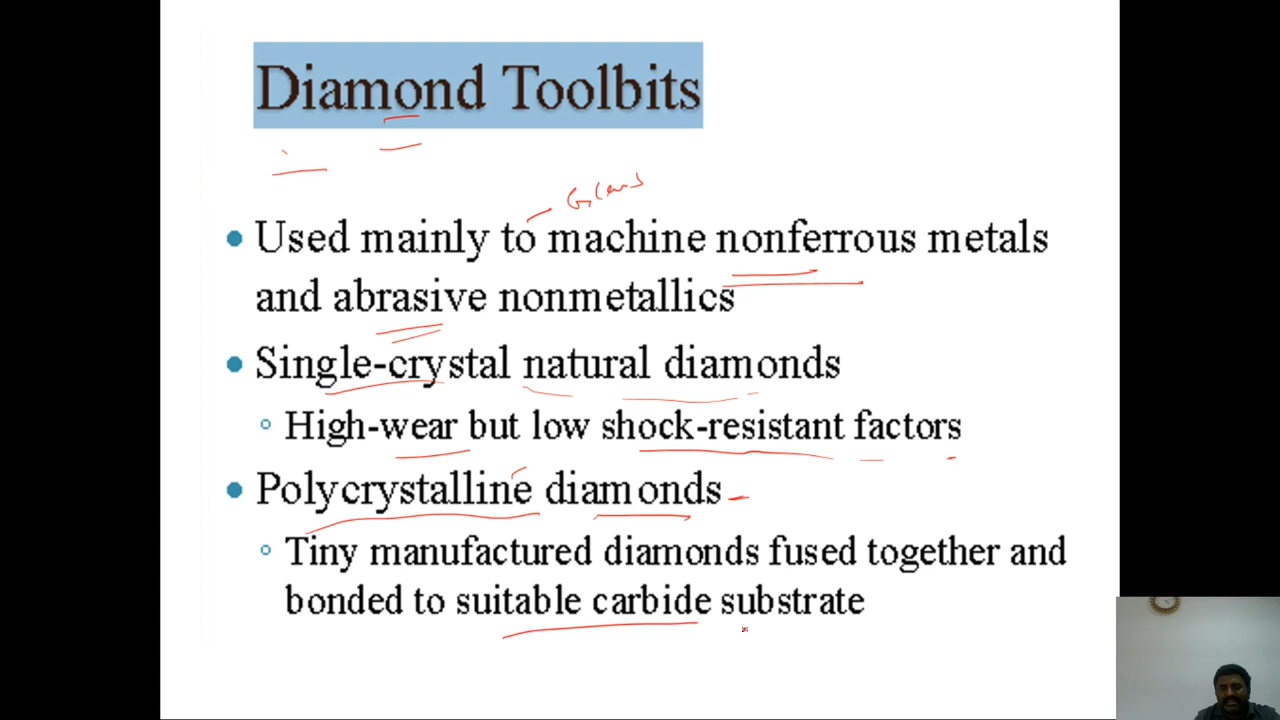 Diamond Toolbits
Used mainly to machine nonferrous metals
and abrasive nonmetallics
Single-crystal natural diamonds
High-wear but low shock-resistant factors
Polycrystalline diamonds
Tiny manufactured diamonds fused together and
bonded to suitable carbide substrate